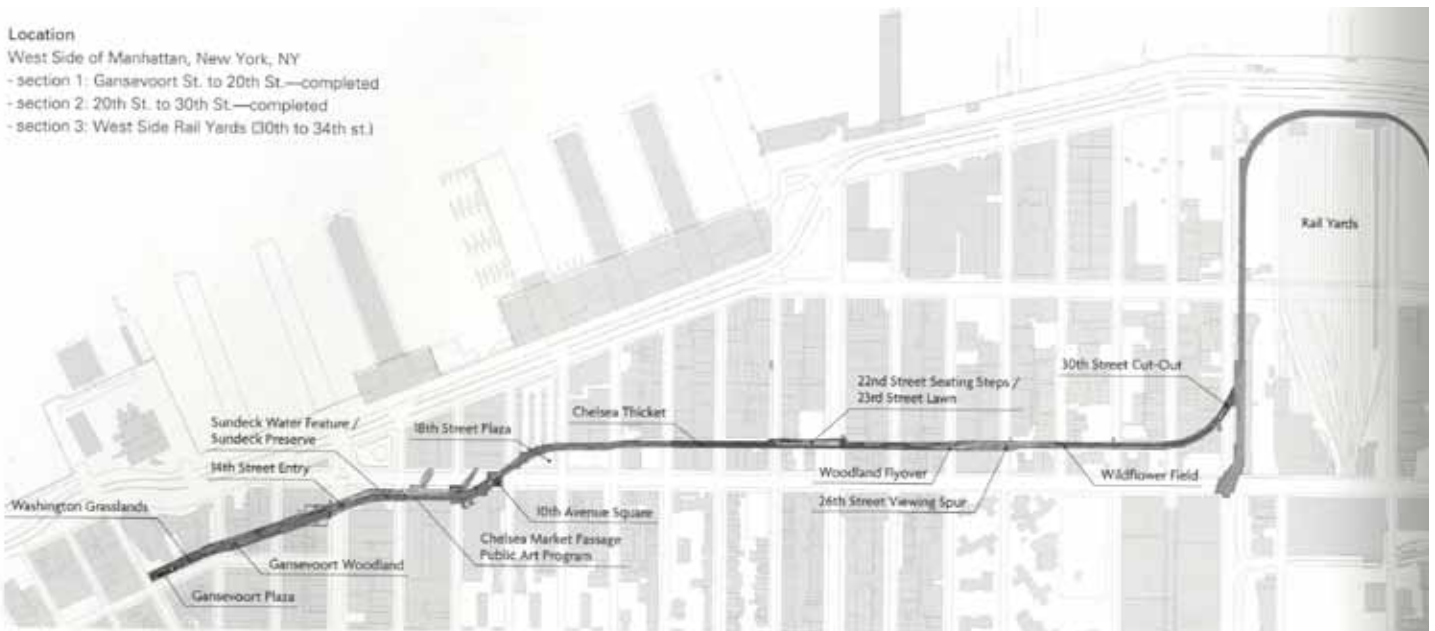 Location
West Side of Manhattan, New York, NY
- section 1: Gansevoort St. to 20th St.—completed
- section 2: 20th St. to 30th St.—completed
- section 3: West Side Rail Yards (30th to 34th st.)
Rail Yards
30th Street Cut-Out
22nd Street Seating Steps /
23rd Street Lawn
Chelsea Thicket
Sundeck Water Feature /
Sundeck Preserve
18th Street Plaza
14th Street Entry
Woodland Flyover
Wildflower Field
26th Street Viewing Spur
Washington Grasslands
10th Avenue Square
Chelsea Market Passage
Public Art Program
Gansevoort Woodland
Gansevoort Plaza